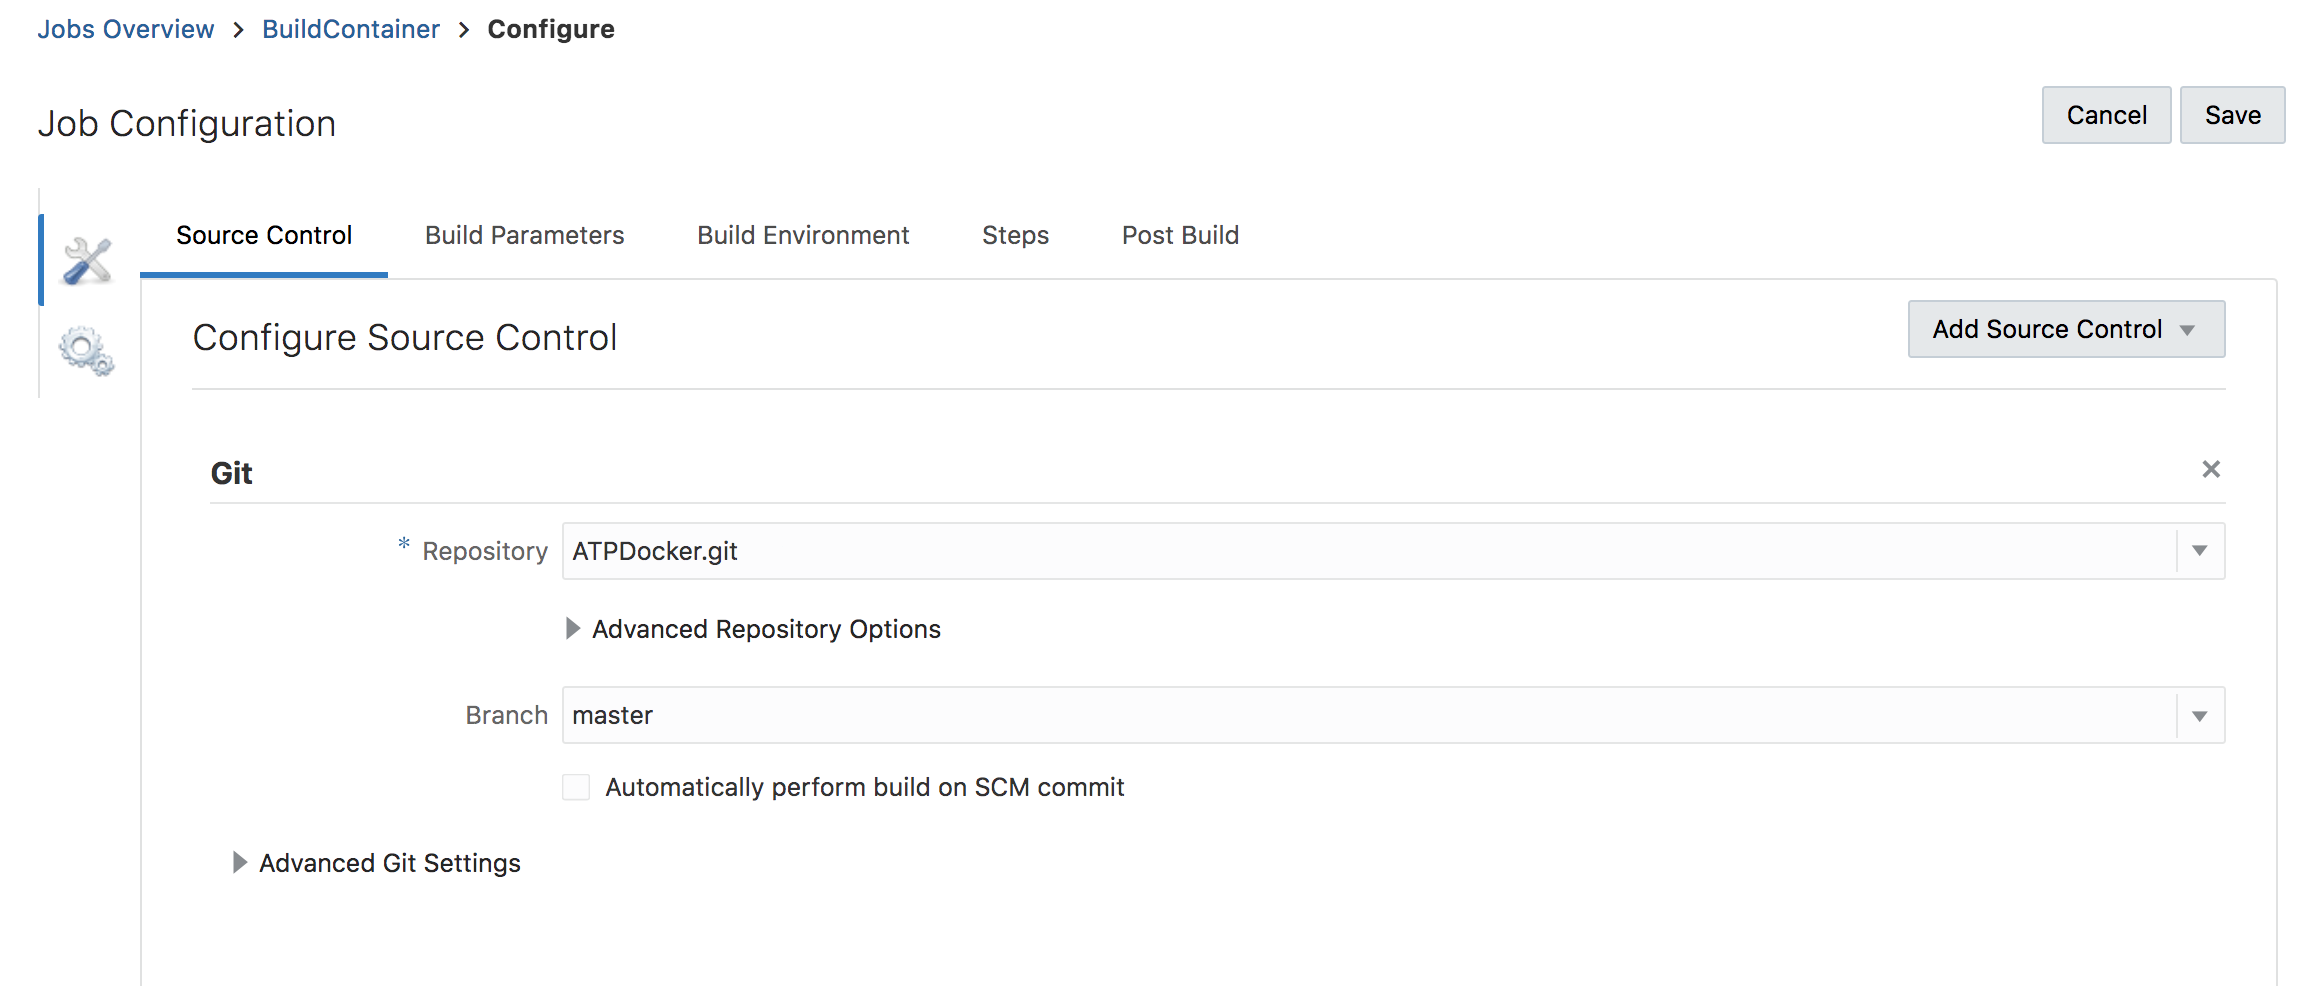 Jobs Overview > BuildContainer > Configure
Job Configuration
Cancel
Save
Source Control
Build Parameters
Build Environment
Steps
Post Build
Configure Source Control
Add Source Control
Git
* Repository
ATPDocker.git
Advanced Repository Options
Branch
master
Automatically perform build on SCM commit
Advanced Git Settings